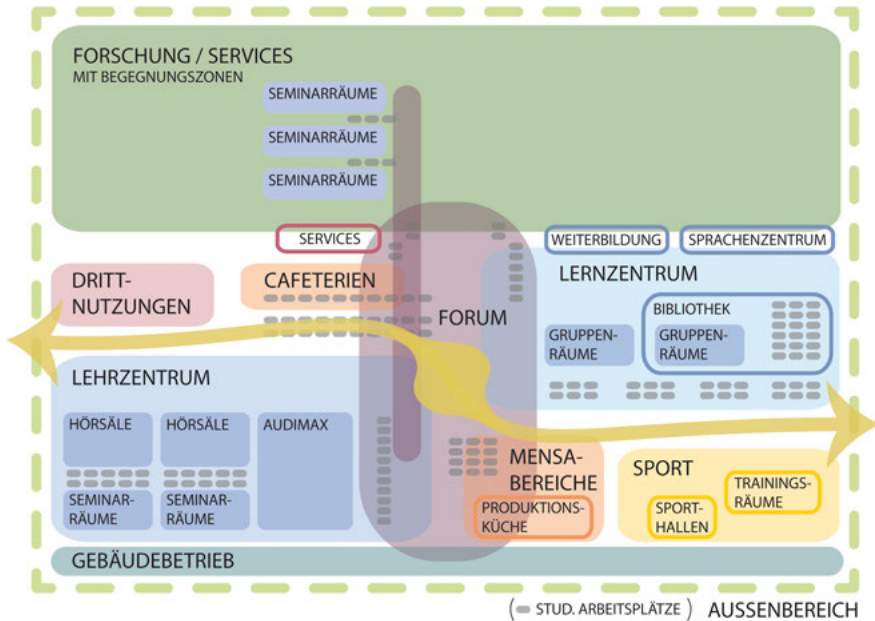 FORSCHUNG / SERVICES
MIT BEGEGNUNGSZONEN
SEMINARRÄUME
SEMINARRÄUME
SEMINARRÄUME
SERVICES
WEITERBILDUNG
SPRACHENZENTRUM
DRITT-
NUTZUNGEN
CAFETERIEN
FORUM
LERNZENTRUM
BIBLIOTHEK
GRUPPEN-
RÄUME
GRUPPEN-
RÄUME
LEHRZENTRUM
HÖRSÄLE
HÖRSÄLE
AUDIMAX
SEMINAR-
RÄUME
SEMINAR-
RÄUME
MENSA-
BEREICHE
PRODUKTIONS-
KÜCHE
SPORT
SPORT-
HALLEN
TRAININGS-
RÄUME
GEBÄUDEBETRIEB
( STUD. ARBEITSPLÄTZE )
AUSSENBEREICH